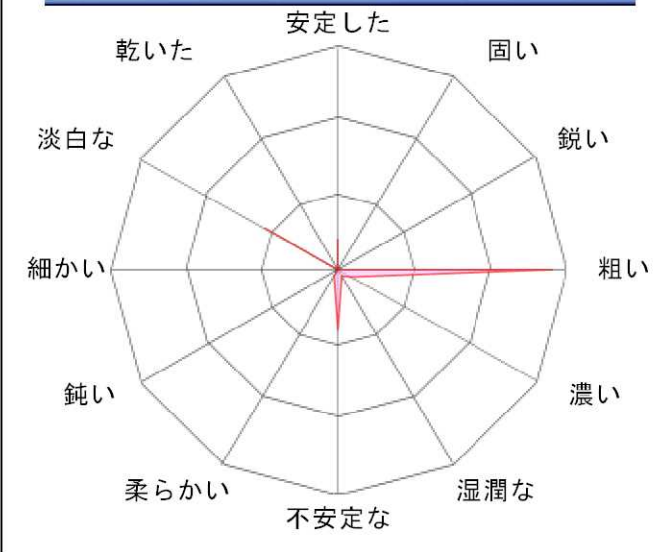 安定した
乾いた
固い
淡白な
鋭い
細かい
粗い
鈍い
濃い
柔らかい
湿潤な
不安定な